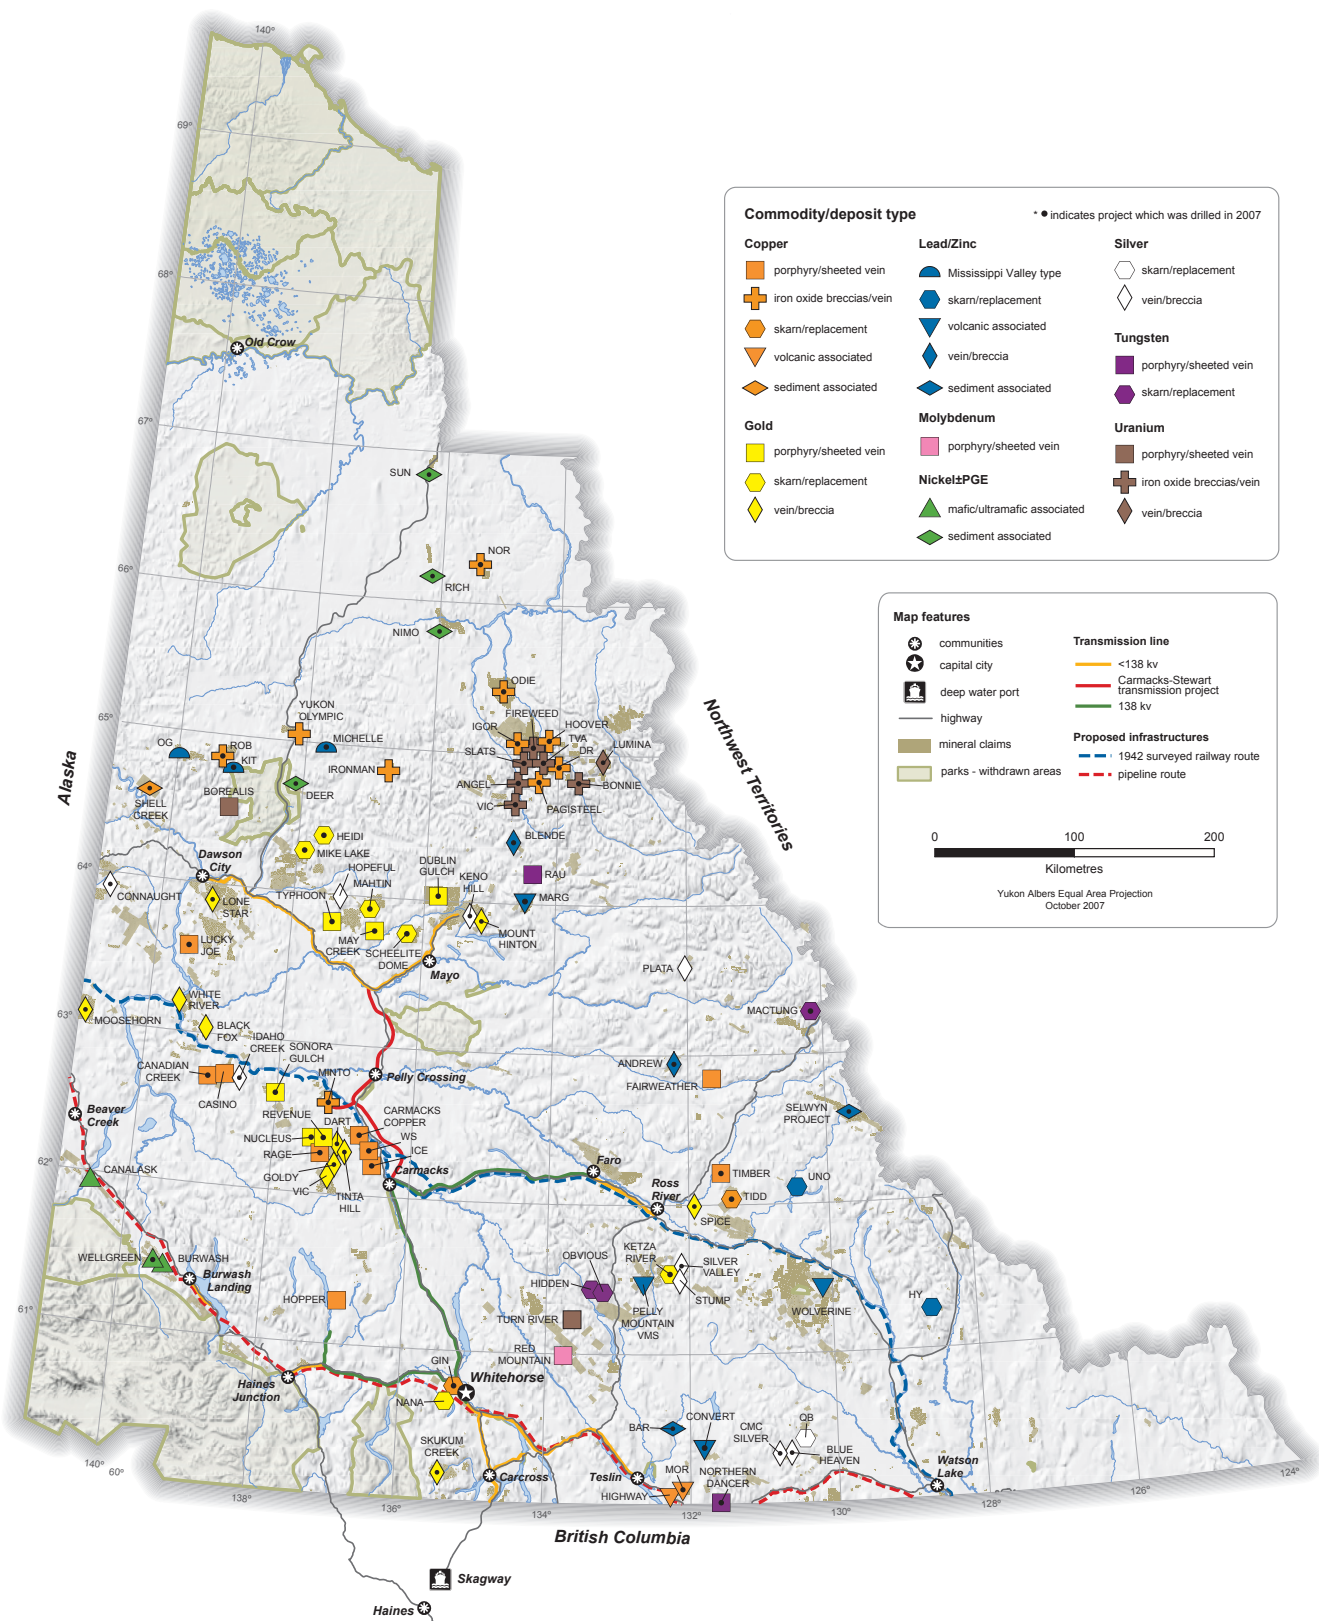 140°
69°
68°
Old Crow
67°
SUN
66°
NOR
RICH
NIMO
Commodity/deposit type
* ● indicates project which was drilled in 2007
Copper
porphyry/sheeted vein
iron oxide breccias/vein
skarn/replacement
volcanic associated
sediment associated
Gold
porphyry/sheeted vein
skarn/replacement
vein/breccia
Lead/Zinc
Mississippi Valley type
skarn/replacement
volcanic associated
vein/breccia
sediment associated
Molybdenum
porphyry/sheeted vein
Nickel±PGE
mafic/ultramafic associated
sediment associated
Silver
skarn/replacement
vein/breccia
Tungsten
porphyry/sheeted vein
skarn/replacement
Uranium
porphyry/sheeted vein
iron oxide breccias/vein
vein/breccia
Map features
communities
capital city
deep water port
highway
mineral claims
parks - withdrawn areas
Transmission line
<138 kv
Carmacks-Stewart
transmission project
138 kv
Proposed infrastructures
1942 surveyed railway route
pipeline route
0
100
200
Kilometres
Yukon Albers Equal Area Projection
October 2007
Alaska
Northwest Territories
65°
ODIE
FIREWEED
IGOR
HOOVER
TVA
SLATS
DR
LUMINA
ANGEL
BONNIE
VIC
PAGISTEEL
YUKON
OLYMPIC
MICHELLE
OG
ROB
KIT
IRONMAN
SHELL
CREEK
BOREALIS
DEER
BLENDE
HEIDI
MIKE LAKE
64°
Dawson
City
HOPEFUL
MAHTIN
DUBLIN
GULCH
KENO
HILL
RAU
CONNAUGHT
LONE
STAR
TYPHOON
MARG
LUCKY
JOE
MAY
CREEK
SCHEELITE
DOME
MOUNT
HINTON
Mayo
PLATA
63°
MOOSEHORN
WHITE
RIVER
BLACK
FOX
MACTUNG
IDAHO
CREEK
SONORA
GULCH
CANADIAN
CREEK
CASINO
MINTO
Pelly Crossing
ANDREW
FAIRWEATHER
Beaver
Creek
SELWYN
PROJECT
REVENUE
DART
CARMACKS
COPPER
NUCLEUS
WS
RAGE
ICE
62°
CANALASK
GOLDY
VIC
TINTA
HILL
Carmacks
Faro
Ross
River
TIMBER
UNO
TIDD
SPICE
WELLGREEN
BURWASH
Burwash
Landing
OBVIOUS
KETZA
RIVER
SILVER
VALLEY
HIDDEN
STUMP
HOPPER
61°
TURN RIVER
PELLY
MOUNTAIN
VMS
WOLVERINE
HY
RED
MOUNTAIN
Haines
Junction
GIN
Whitehorse
NANA
BAR
CONVERT
CMC
SILVER
QB
BLUE
HEAVEN
SKUKUM
CREEK
Carcross
Teslin
MOR
HIGHWAY
NORTHERN
DANCER
Watson
Lake
140°
60°
138°
136°
134°
132°
130°
128°
126°
124°
British Columbia
Skagway
Haines